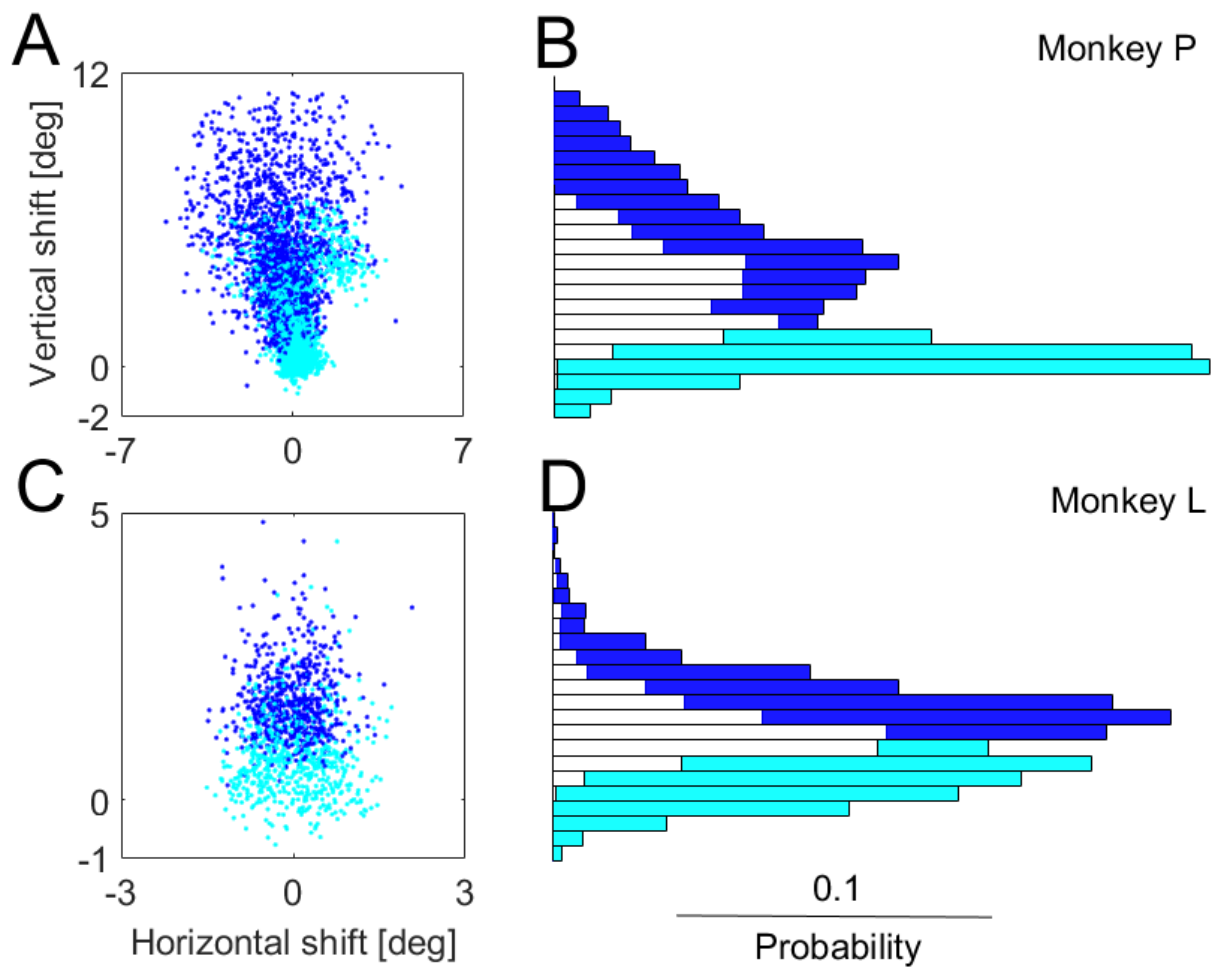 A
B
Monkey P
12
Vertical shift [deg]
0
-2
-7
0
7
C
D
Monkey L
5
0
-1
-3
0
3
0.1
Horizontal shift [deg]
Probability